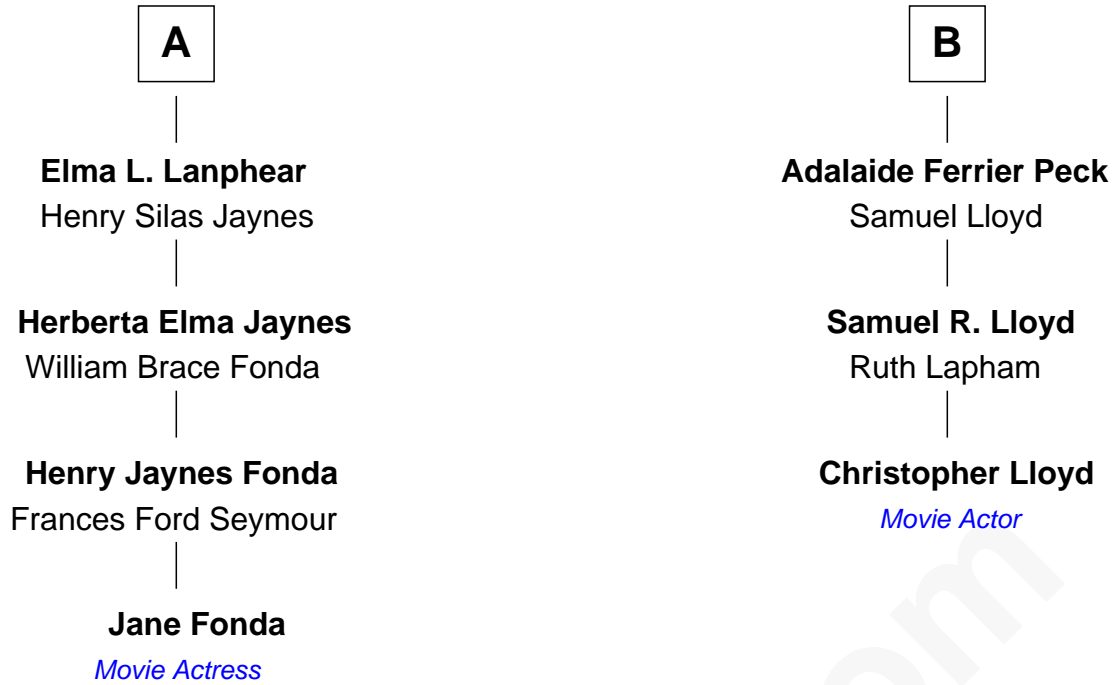 A
Elma L. Lanphear
Henry Silas Jaynes
Herberta Elma Jaynes
William Brace Fonda
Henry Jaynes Fonda
Frances Ford Seymour
Jane Fonda
Movie Actress
B
Adalaide Ferrier Peck
Samuel Lloyd
Samuel R. Lloyd
Ruth Lapham
Christopher Lloyd
Movie Actor
om